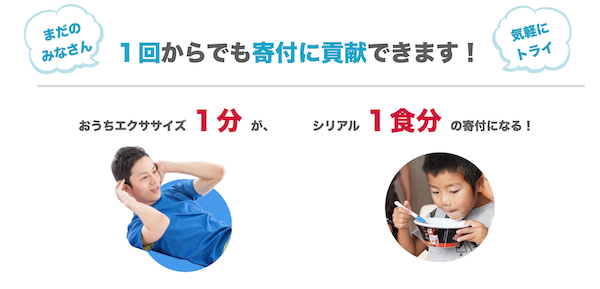 まだの
みなさん
1回からでも寄付に貢献できます！
気軽に
トライ
おうちエクササイズ 1分 が、
シリアル 1食分 の寄付になる！